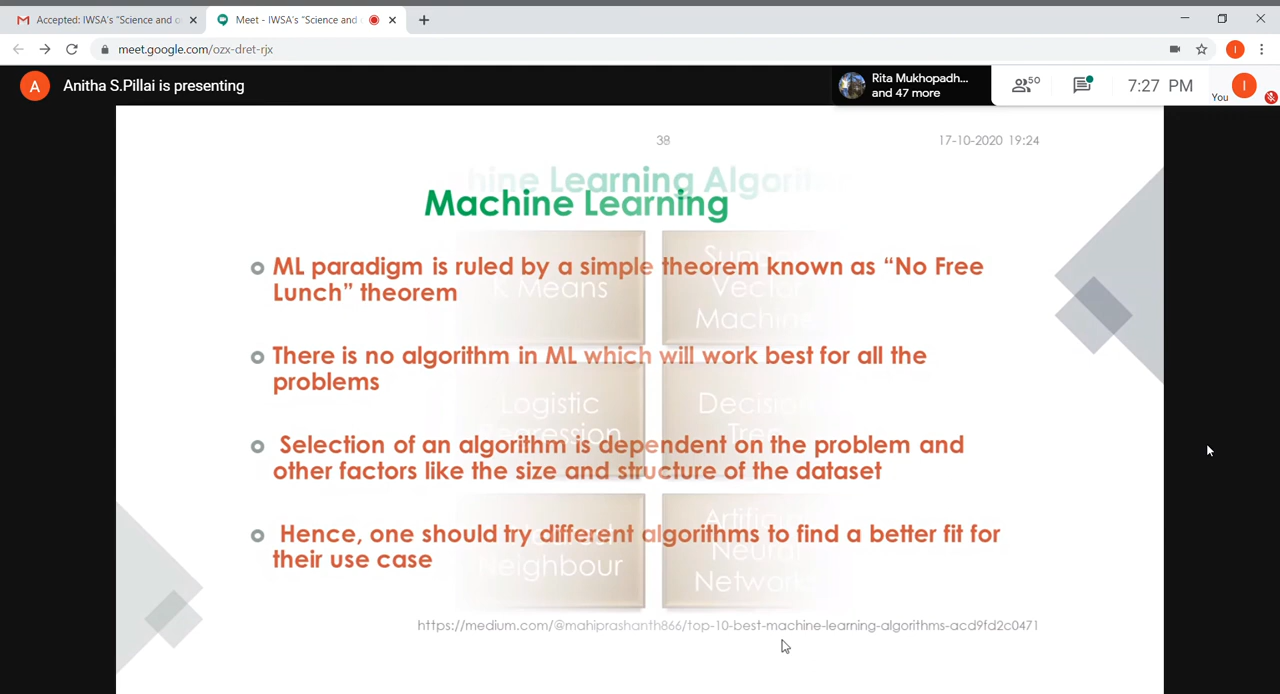 Accepted: IWSA's "Science and o
Meet - IWSA's "Science and
meet.google.com/ozx-dret-rjx
I
A
Anitha S.Pillai is presenting
Rita Mukhopadh...
and 47 more
50
7:27 PM
You
I
38
17-10-2020 19:24
hine Learning Algorith
Machine Learning
ML paradigm is ruled by a simple theorem known as “No Free
Lunch” theorem
There is no algorithm in ML which will work best for all the
problems
Selection of an algorithm is dependent on the problem and
other factors like the size and structure of the dataset
Hence, one should try different algorithms to find a better fit for
their use case
K Means
Support
Vector
Machine
Logistic
Regression
Decision
Tree
Neighbour
Artificial
Neural
Network
https://medium.com/@mahiprashanth866/top-10-best-machine-learning-algorithms-acd9fd2c0471